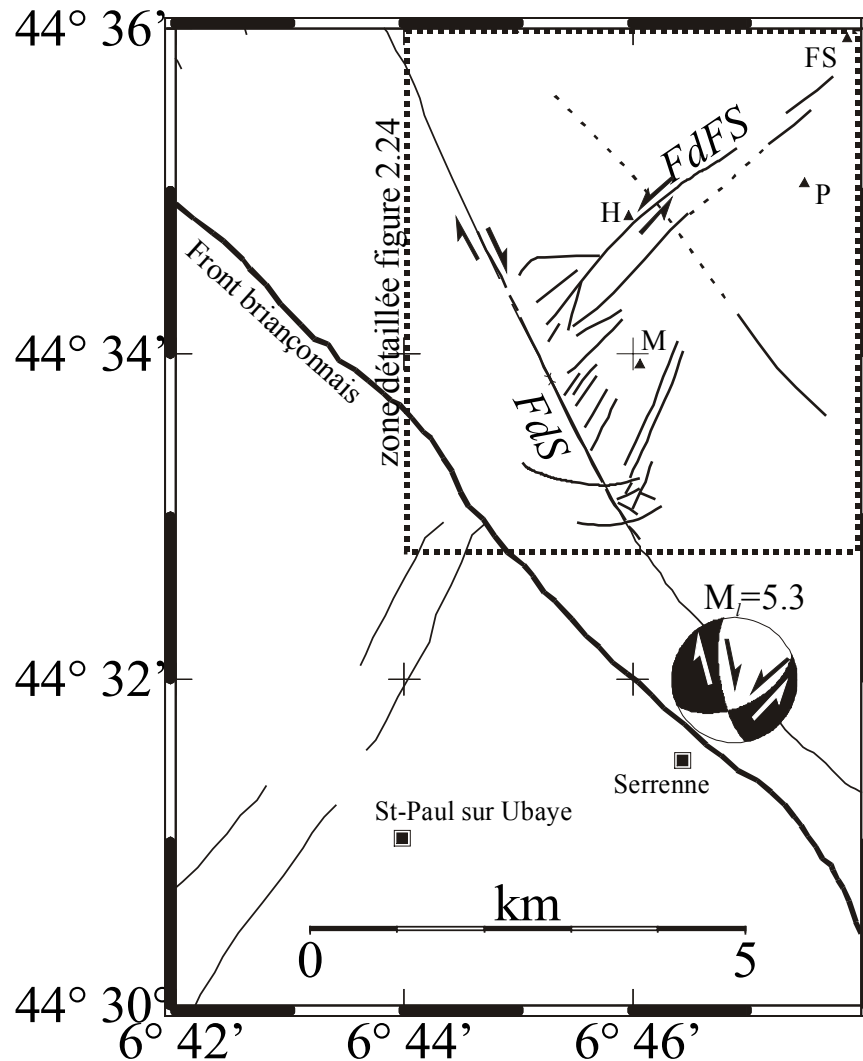 44° 36’
FS
FdFS
P
H
zone détaillée figure 2.24
Front briançonnais
44° 34’
M
FdS
Ml=5.3
44° 32’
Serrenne
St-Paul sur Ubaye
km
0
5
44° 30’
6° 42’
6° 44’
6° 46’